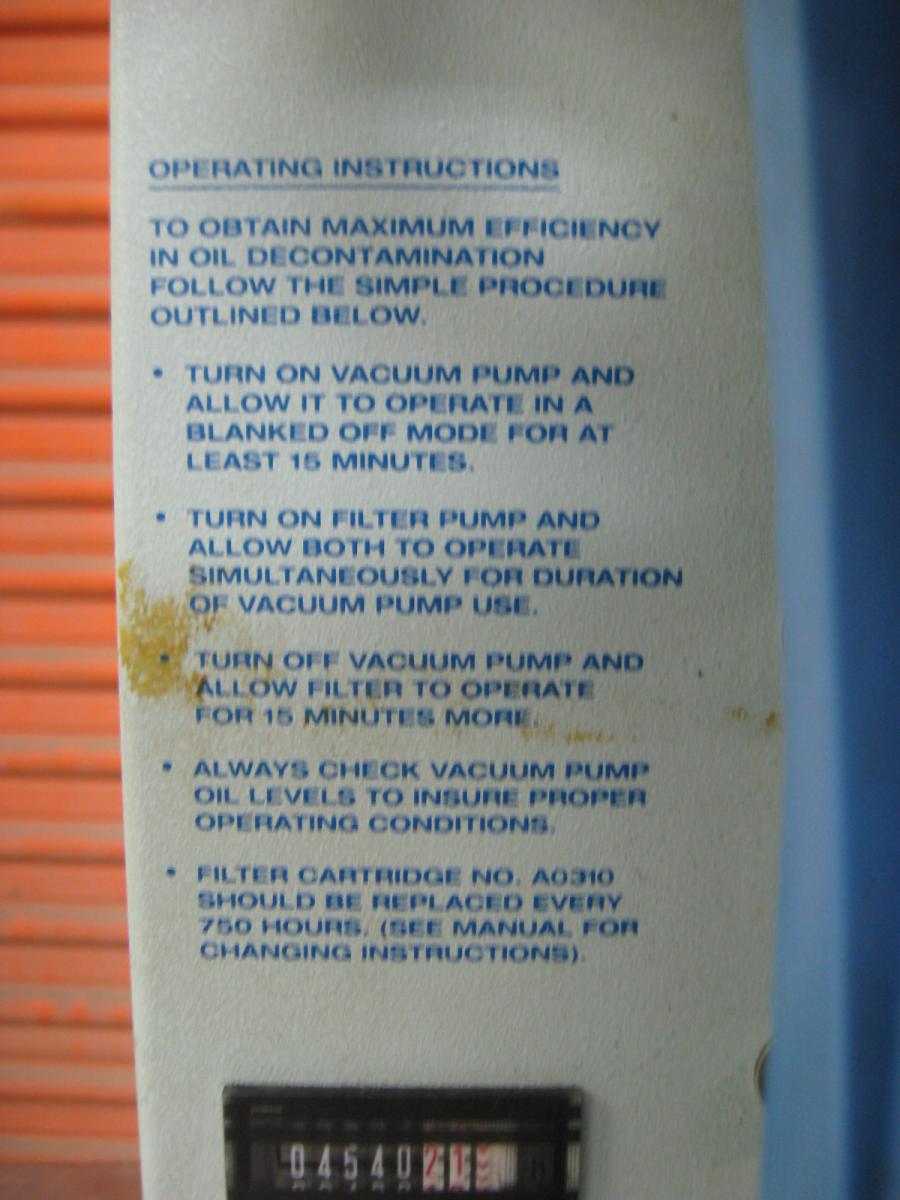 OPERATING INSTRUCTIONS
TO OBTAIN MAXIMUM EFFICIENCY
IN OIL DECONTAMINATION
FOLLOW THE SIMPLE PROCEDURE
OUTLINED BELOW.
• TURN ON VACUUM PUMP AND
ALLOW IT TO OPERATE IN A
BLANKED OFF MODE FOR AT
LEAST 15 MINUTES.
• TURN ON FILTER PUMP AND
ALLOW BOTH TO OPERATE
SIMULTANEOUSLY FOR DURATION
OF VACUUM PUMP USE.
• TURN OFF VACUUM PUMP AND
ALLOW FILTER TO OPERATE
FOR 15 MINUTES MORE.
• ALWAYS CHECK VACUUM PUMP
OIL LEVELS TO INSURE PROPER
OPERATING CONDITIONS.
• FILTER CARTRIDGE NO. A0310
SHOULD BE REPLACED EVERY
750 HOURS. (SEE MANUAL FOR
CHANGING INSTRUCTIONS).
0454021